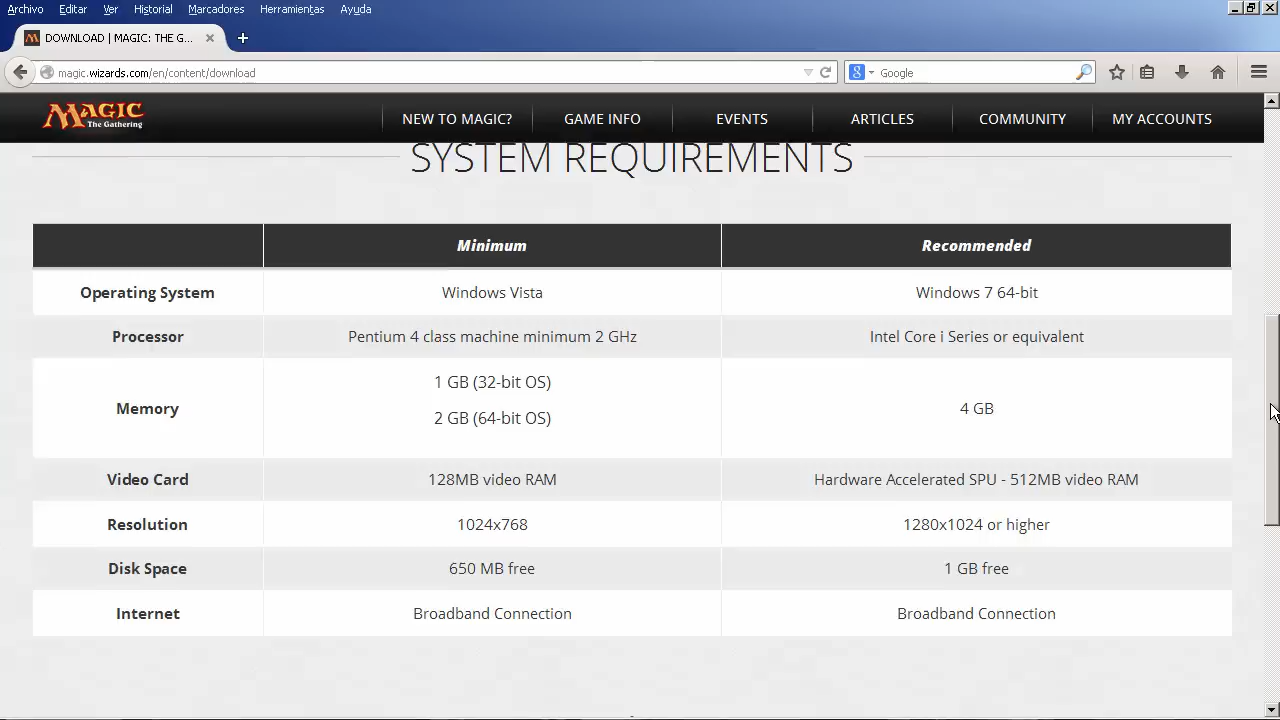 Archivo Editar Ver Historial Marcadores Herramientas Ayuda
DOWNLOAD | MAGIC: THE G...
magic.wizards.com/en/content/download
Google
MAGIC
The Gathering
NEW TO MAGIC? GAME INFO EVENTS ARTICLES COMMUNITY MY ACCOUNTS
SYSTEM REQUIREMENTS
Minimum Recommended
Operating System Windows Vista Windows 7 64-bit
Processor Pentium 4 class machine minimum 2 GHz Intel Core i Series or equivalent
Memory 1 GB (32-bit OS) 2 GB (64-bit OS) 4 GB
Video Card 128MB video RAM Hardware Accelerated SPU - 512MB video RAM
Resolution 1024x768 1280x1024 or higher
Disk Space 650 MB free 1 GB free
Internet Broadband Connection Broadband Connection